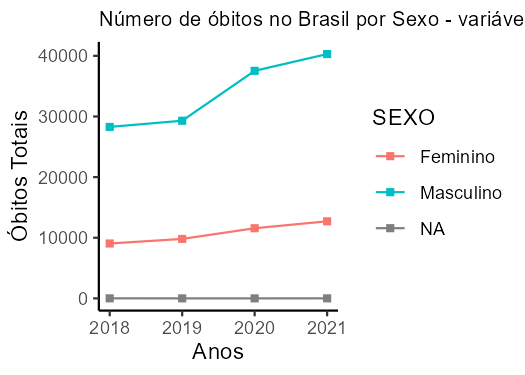 Número de óbitos no Brasil por Sexo - variáve
Óbitos Totais
40000
30000
20000
10000
0
2018 2019 2020 2021
Anos
SEXO
Feminino
Masculino
NA